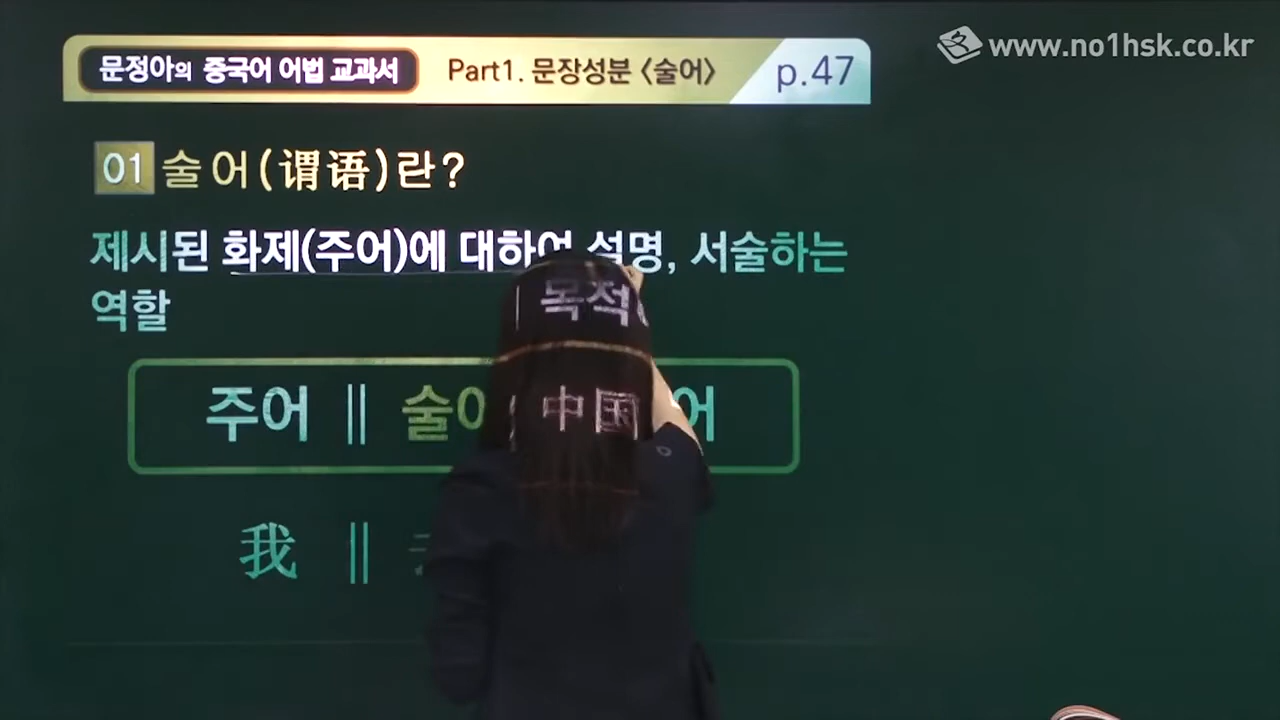 www.no1hsk.co.kr
문정아의 중국어 어법 교과서 Part1. 문장성분 〈술어〉 p.47
01 술어(谓语)란?
제시된 화제(주어)에 대하여 설명, 서술하는
역할
주어 || 술어
我 || 中国
목적